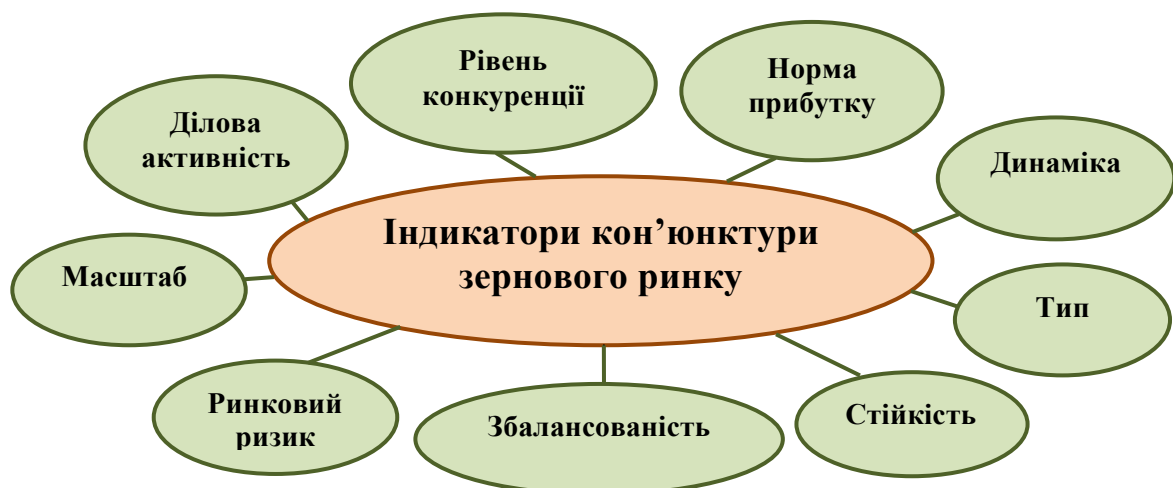 Рівень
конкуренції
Норма
прибутку
Ділова
активність
Динаміка
Індикатори кон’юнктури
зернового ринку
Масштаб
Тип
Ринковий
ризик
Збалансованість
Стійкість